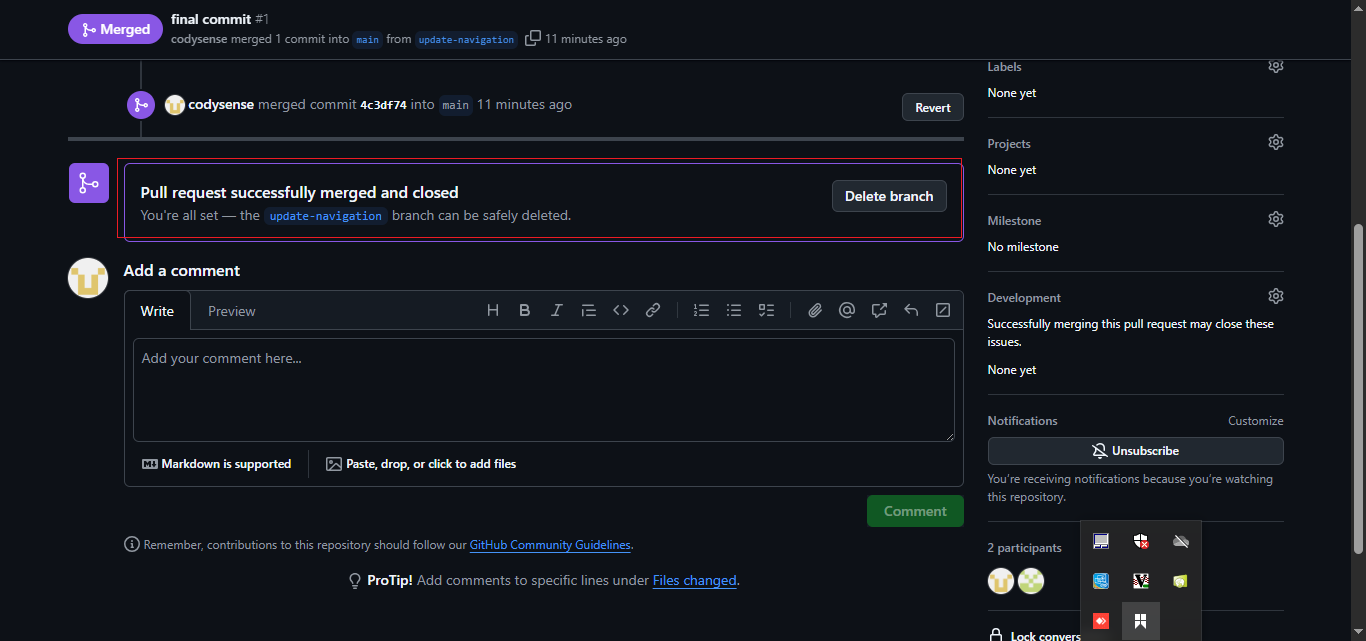 Merged
final commit #1
codysense merged 1 commit into main from update-navigation 11 minutes ago
codysense merged commit 4c3df74 into main 11 minutes ago
Revert
Pull request successfully merged and closed
You're all set — the update-navigation branch can be safely deleted.
Delete branch
Add a comment
Write
Preview
Add your comment here...
Markdown is supported
Paste, drop, or click to add files
Comment
Remember, contributions to this repository should follow our GitHub Community Guidelines.
ProTip! Add comments to specific lines under Files changed.
Labels
None yet
Projects
None yet
Milestone
No milestone
Development
Successfully merging this pull request may close these
issues.
None yet
Notifications
Customize
Unsubscribe
You're receiving notifications because you're watching
this repository.
2 participants
Lock convers